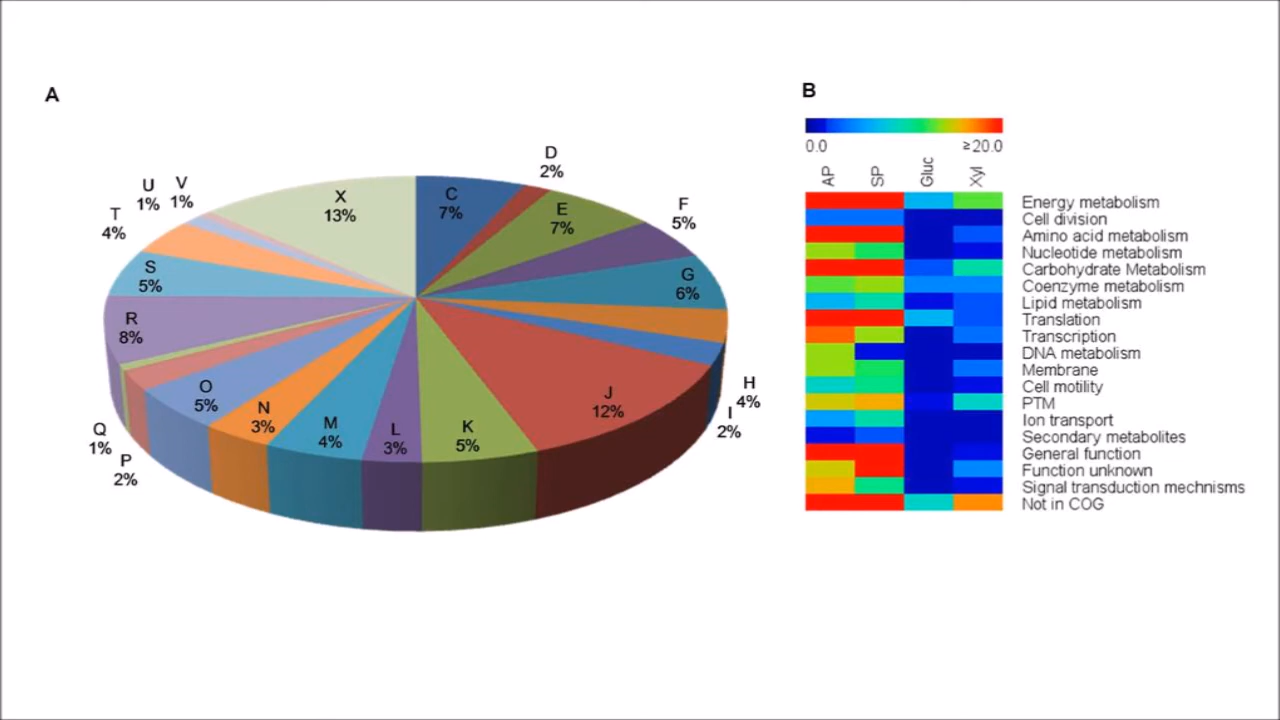 A
D
2%
C
7%
E
7%
F
5%
G
6%
H
4%
I
2%
J
12%
K
5%
L
3%
M
4%
N
3%
O
5%
P
2%
Q
1%
R
8%
S
5%
T
4%
U
1%
V
1%
X
13%
B
0.0 ≥20.0
AP SP Gluc Xyl
Energy metabolism
Cell division
Amino acid metabolism
Nucleotide metabolism
Carbohydrate Metabolism
Coenzyme metabolism
Lipid metabolism
Translation
Transcription
DNA metabolism
Membrane
Cell motility
PTM
Ion transport
Secondary metabolites
General function
Function unknown
Signal transduction mechnisms
Not in COG